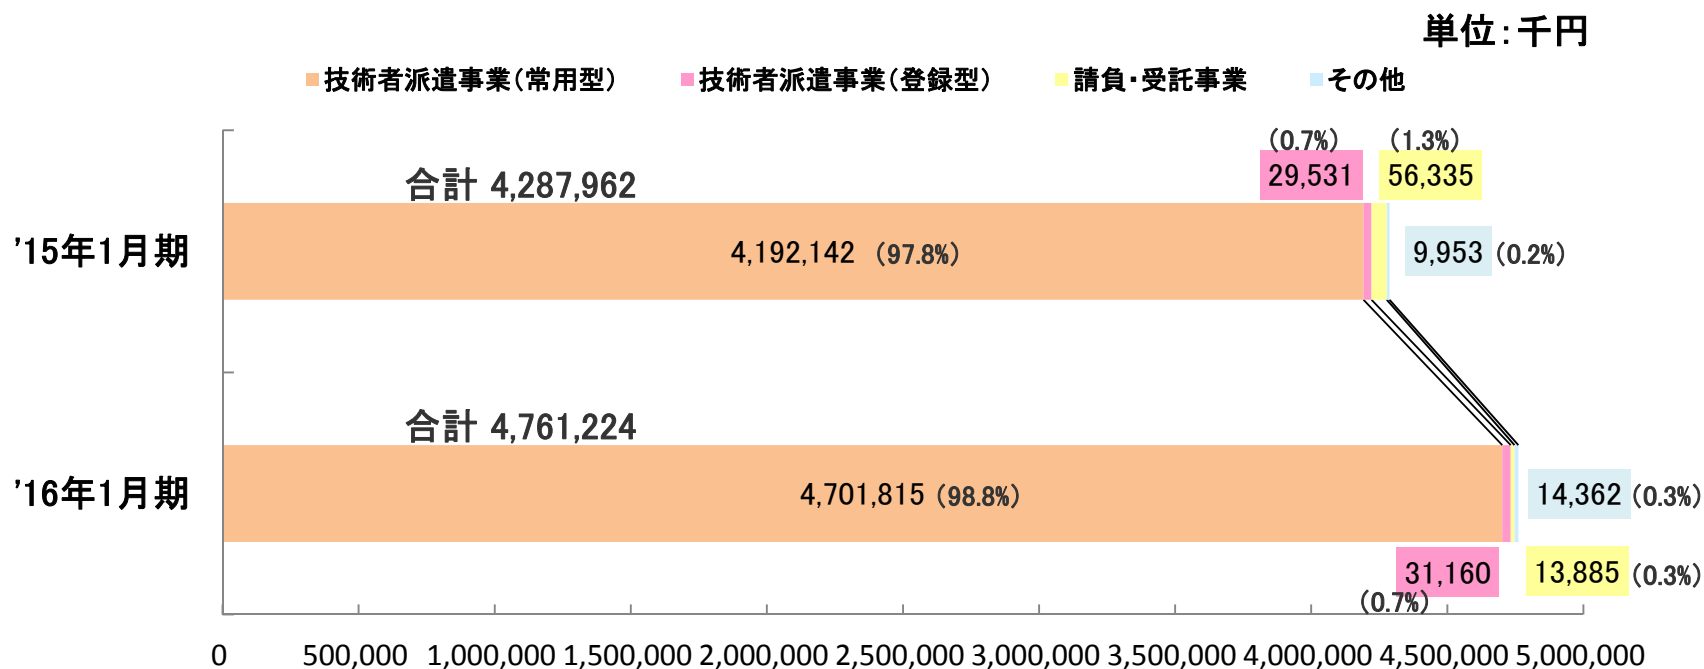 単位：千円
技術者派遣事業（常用型） 技術者派遣事業（登録型） 請負・受託事業 その他
（0.7%） （1.3%）
29,531 56,335
合計 4,287,962
'15年1月期
4,192,142 （97.8%）
9,953 （0.2%）
合計 4,761,224
'16年1月期
4,701,815 （98.8%）
14,362 （0.3%）
31,160 13,885 （0.3%）
（0.7%）
0 500,000 1,000,000 1,500,000 2,000,000 2,500,000 3,000,000 3,500,000 4,000,000 4,500,000 5,000,000